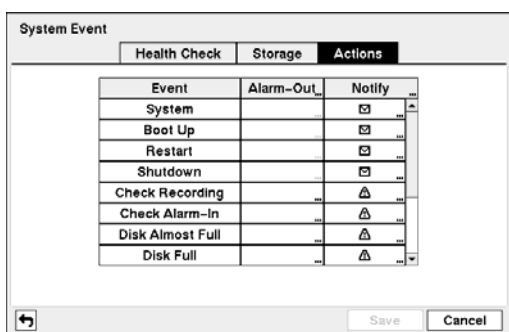 System Event
Health Check Storage Actions
Event Alarm-Out... Notify ...
System ... ...
Boot Up ... ...
Restart ... ...
Shutdown ... ...
Check Recording ... ...
Check Alarm-In ... ...
Disk Almost Full ... ...
Disk Full ... ...
Save Cancel